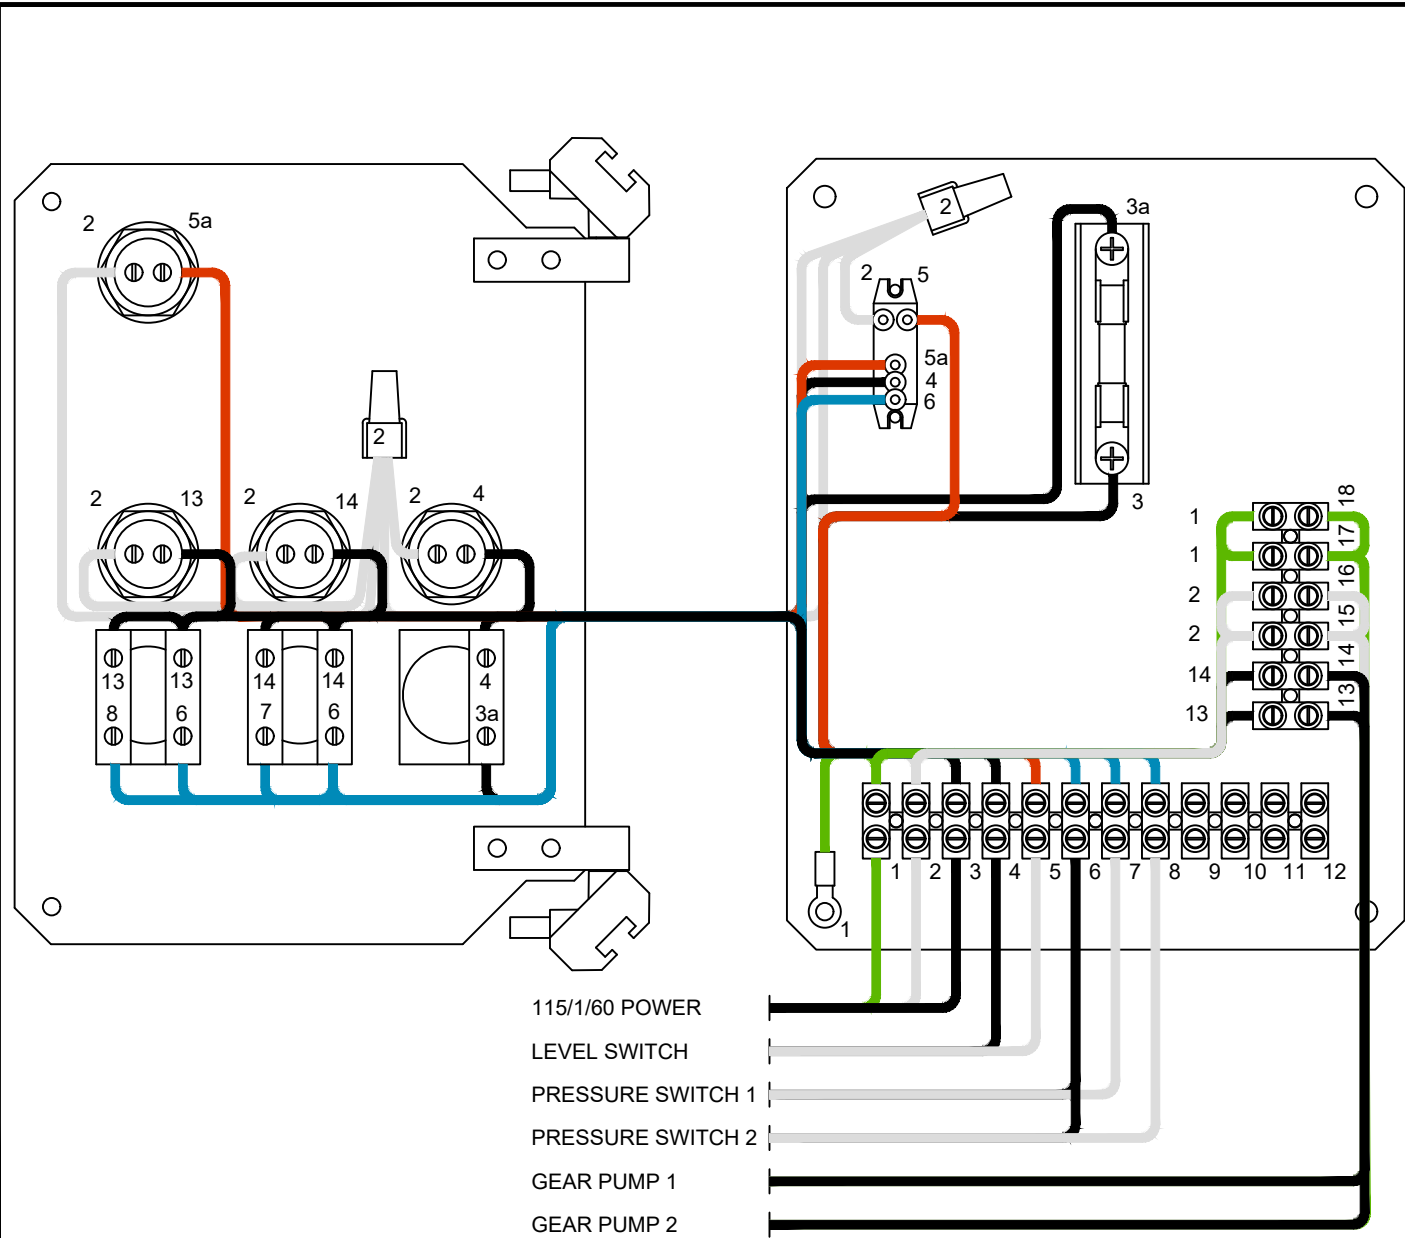 2 5a
2
2 13 2 14 2 4
13 13 14 14 4
8 6 7 6 3a
2
3a
2 5
5a
4
6
3
1 18
1 17
2 16
2 15
14 14
13 13
1 2 3 4 5 6 7 8 9 10 11 12
1
115/1/60 POWER
LEVEL SWITCH
PRESSURE SWITCH 1
PRESSURE SWITCH 2
GEAR PUMP 1
GEAR PUMP 2